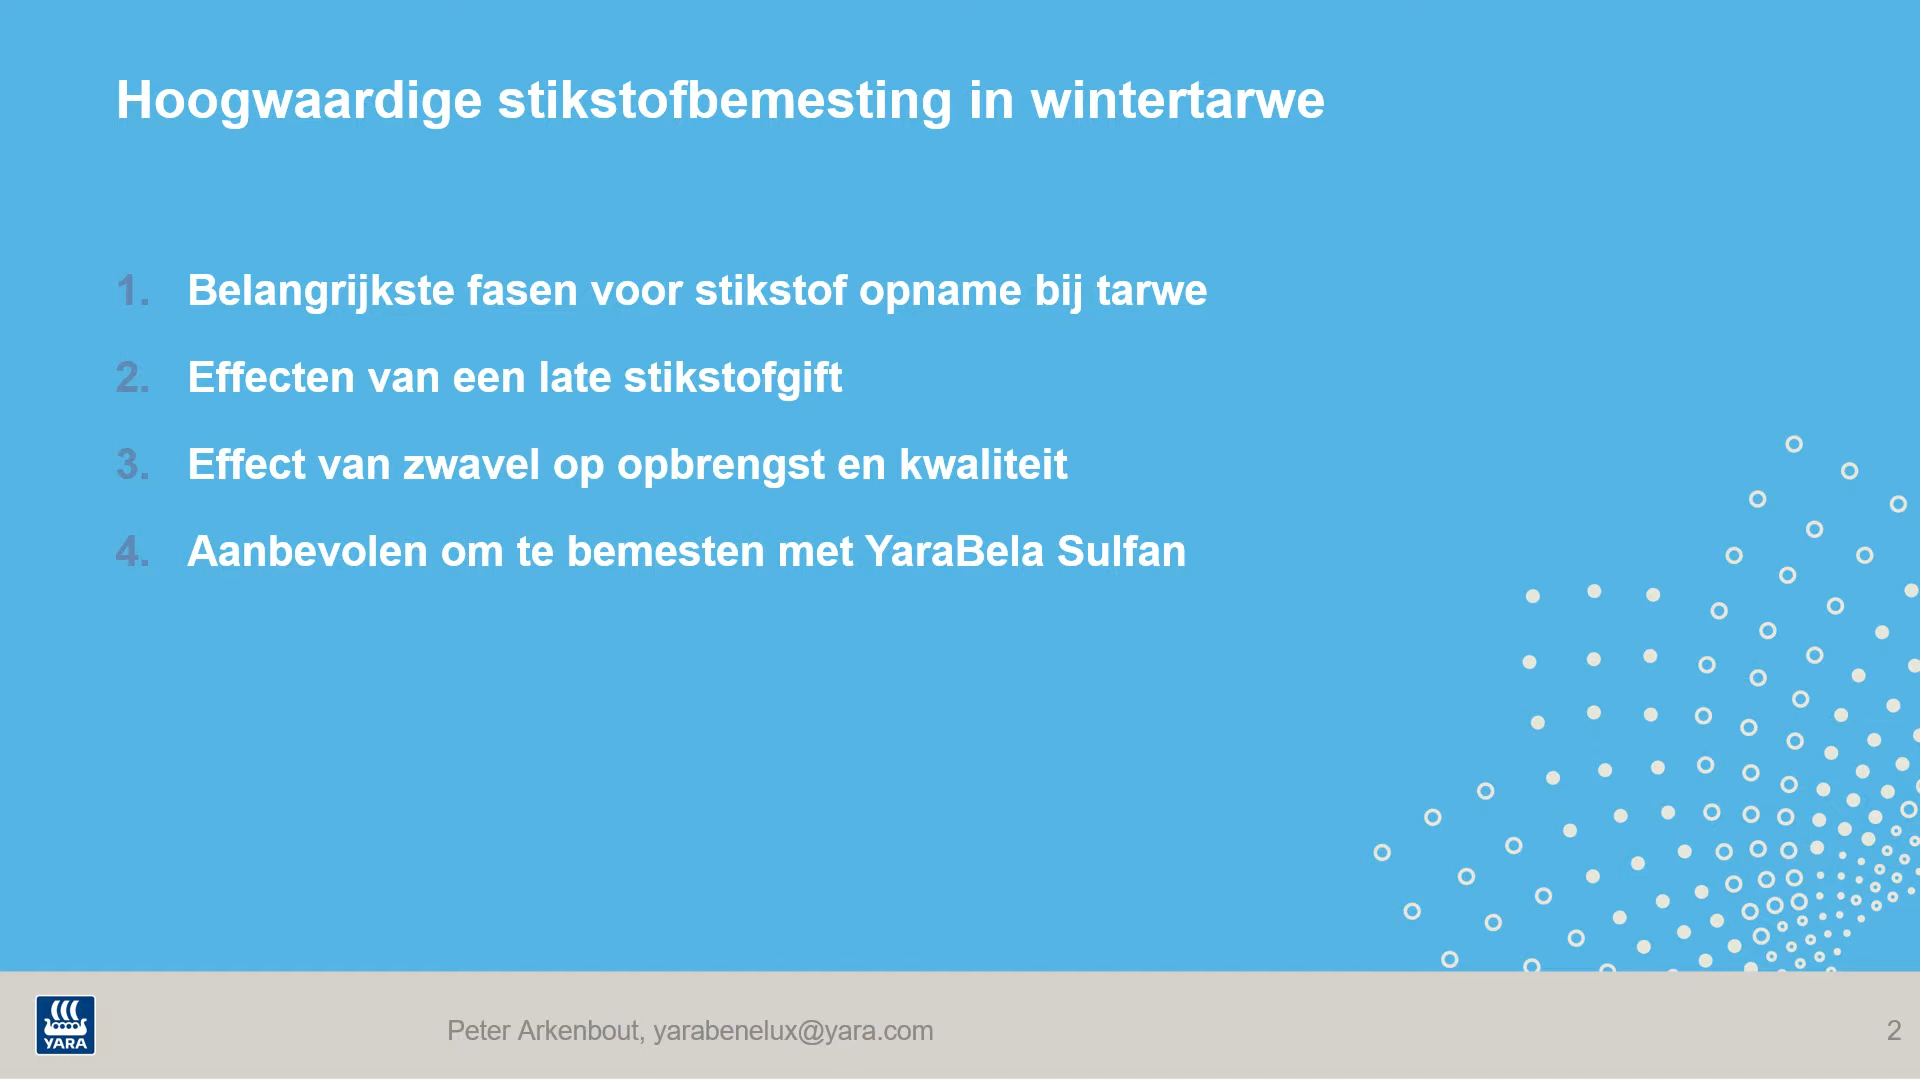 Hoogwaardige stikstofbemesting in wintertarwe
1. Belangrijkste fasen voor stikstof opname bij tarwe
2. Effecten van een late stikstofgift
3. Effect van zwavel op opbrengst en kwaliteit
4. Aanbevolen om te bemesten met YaraBela Sulfan
YARA
Peter Arkenbout, yarabenelux@yara.com
2